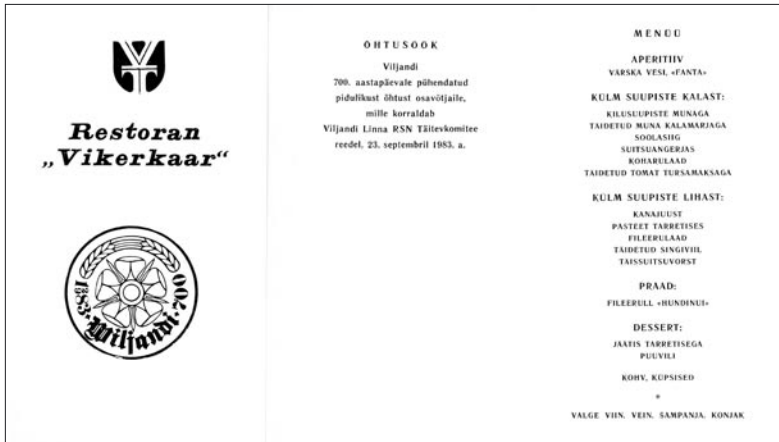 Restoran
„Vikerkaar“
Wiljandi · 700
ÕHTUSÖÖK
Viljandi
700. aastapäevale pühendatud
pidulikust õhtust osavõtjaile,
mille korraldab
Viljandi Linna RSN Täitevkomitee
reedel, 23. septembril 1983. a.
MENÜÜ
APERITIIV
VÄRSKA VESI, «FANTA»
KÜLM SUUPISTE KALAST:
KILUSUUPISTE MUNAGA
TÄIDETUD MUNA KALAMARJAGA
SOOLASIIG
SUITSUANGERJAS
KOHARULAAD
TÄIDETUD TOMAT TURSAMAKSAGA
KÜLM SUUPISTE LIHAST:
KANAJUUST
PASTEET TARRETISES
FILEERULAAD
TÄIDETUD SINGIVIIL
TÄISSUITSUVORST
PRAAD:
FILEERULL «HUNDINUI»
DESSERT:
JÄÄTIS TARRETISEGA
PUUVILI
KOHV, KÜPSISED
*
VALGE VIIN, VEIN, ŠAMPANJA, KONJAK